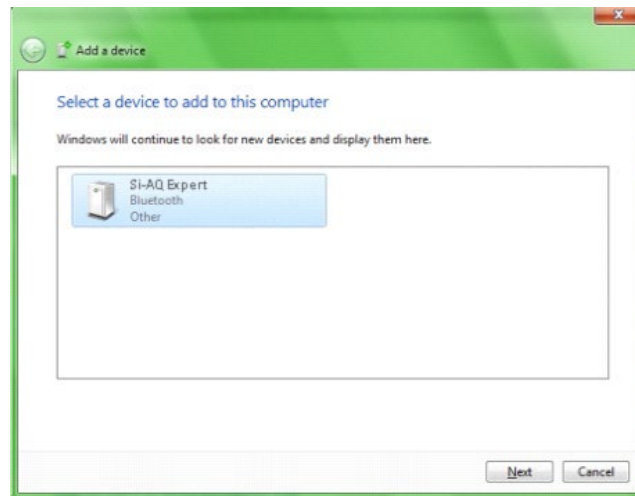 Add a device
Select a device to add to this computer
Windows will continue to look for new devices and display them here.
Si-AQ Expert
Bluetooth
Other
Next
Cancel